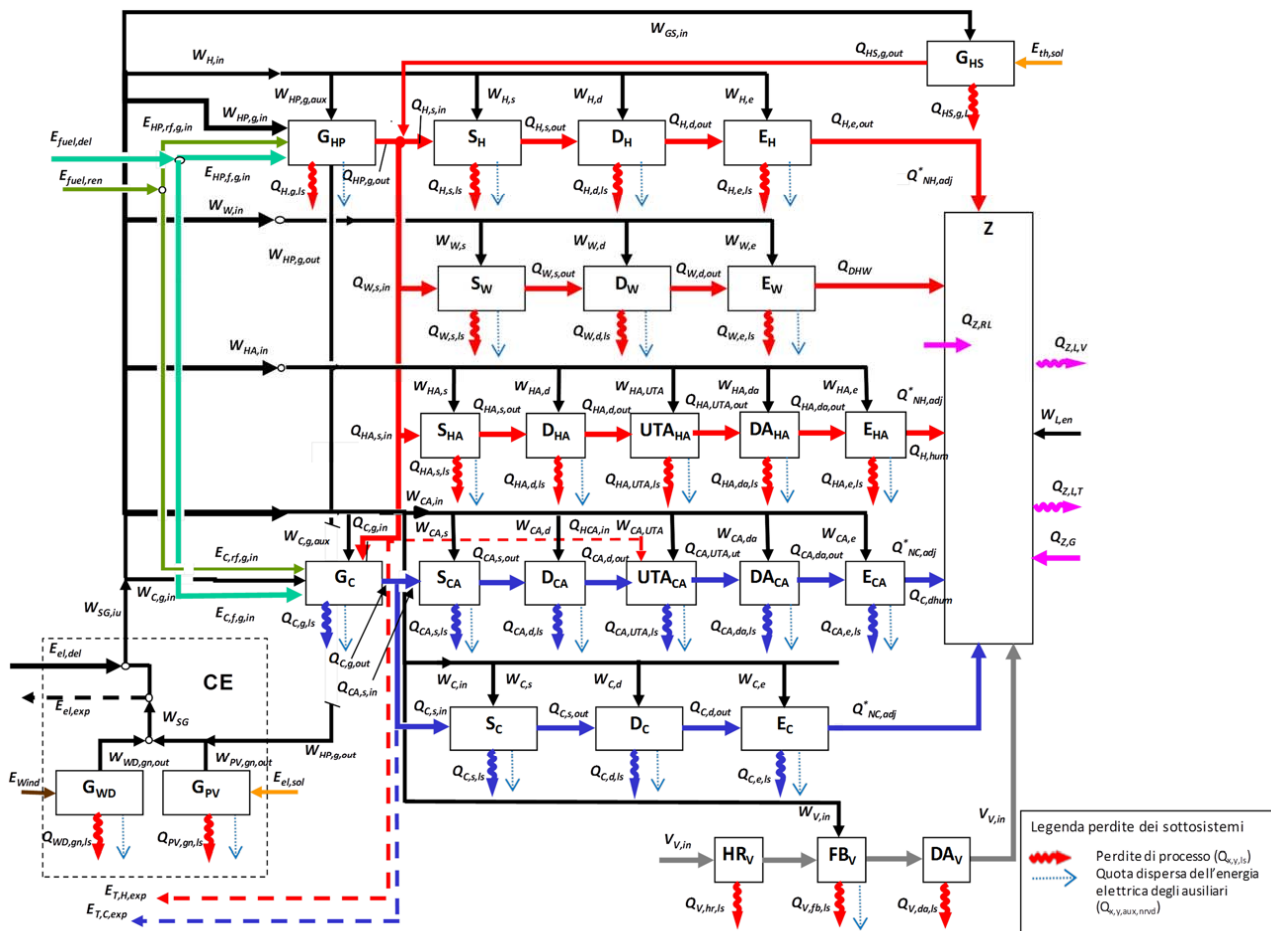 W_GS,in
W_H,in
Q_HS,g,out
G_HS
E_th,sol
Q_HS,g,L
W_HP,g,aux
Q_H,s,in
W_H,s
W_H,d
W_H,e
W_HP,g,in
E_HP,rf,g,in
G_HP
S_H
Q_H,s,out
D_H
Q_H,d,out
E_H
Q_H,e,out
E_fuel,del
E_fuel,ren
E_HP,f,g,in
Q_H,g,ls
Q_HP,g,out
Q_H,s,ls
Q_H,d,ls
Q_H,e,ls
Q*_NH,adj
W_W,in
Z
W_HP,g,out
W_W,s
W_W,d
W_W,e
Q_W,s,in
S_W
Q_W,s,out
D_W
Q_W,d,out
E_W
Q_DHW
Q_W,s,ls
Q_W,d,ls
Q_W,e,ls
Q_Z,RL
Q_Z,L,V
W_HA,in
W_HA,s
W_HA,d
W_HA,UTA
W_HA,da
W_HA,e
Q*_NH,adj
Q_HA,s,in
S_HA
Q_HA,s,out
D_HA
Q_HA,d,out
UTA_HA
Q_HA,UTA,out
DA_HA
Q_HA,da,out
E_HA
Q_H,hum
W_L,en
Q_HA,s,ls
Q_HA,d,ls
Q_HA,UTA,ls
Q_HA,da,ls
Q_HA,e,ls
W_CA,in
Q_Z,L,T
W_C,g,aux
Q_C,g,in
W_CA,s
W_CA,d
Q_HCA,in
W_CA,UTA
W_CA,da
W_CA,e
Q*_NC,adj
Q_Z,G
E_C,rf,g,in
G_C
S_CA
Q_CA,s,out
D_CA
Q_CA,d,out
UTA_CA
Q_CA,UTA,ut
DA_CA
Q_CA,da,out
E_CA
Q_C,dhum
W_C,g,in
W_SG,iu
E_C,f,g,in
Q_C,g,ls
Q_C,g,out
Q_CA,s,in
Q_CA,s,ls
Q_CA,d,ls
Q_CA,UTA,ls
Q_CA,da,ls
Q_CA,e,ls
E_el,del
CE
E_el,exp
W_SG
W_C,in
W_C,s
W_C,d
W_C,e
Q_C,s,in
S_C
Q_C,s,out
D_C
Q_C,d,out
E_C
Q*_NC,adj
W_WD,gn,out
W_PV,gn,out
W_HP,g,out
Q_C,s,ls
Q_C,d,ls
Q_C,e,ls
E_Wind
G_WD
G_PV
E_el,sol
Q_WD,gn,ls
Q_PV,gn,ls
W_V,in
V_V,in
V_V,in
HR_V
FB_V
DA_V
Q_V,hr,ls
Q_V,fb,ls
Q_V,da,ls
E_T,H,exp
E_T,C,exp
Legenda perdite dei sottosistemi
Perdite di processo (Q_x,y,ls)
Quota dispersa dell'energia
elettrica degli ausiliari
(Q_x,y,aux,nrvd)